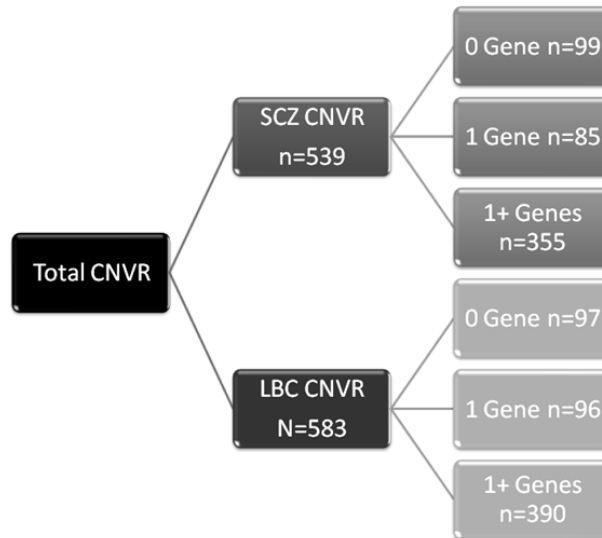 Total CNVR
SCZ CNVR
n=539
0 Gene n=99
1 Gene n=85
1+ Genes
n=355
LBC CNVR
N=583
0 Gene n=97
1 Gene n=96
1+ Genes
n=390